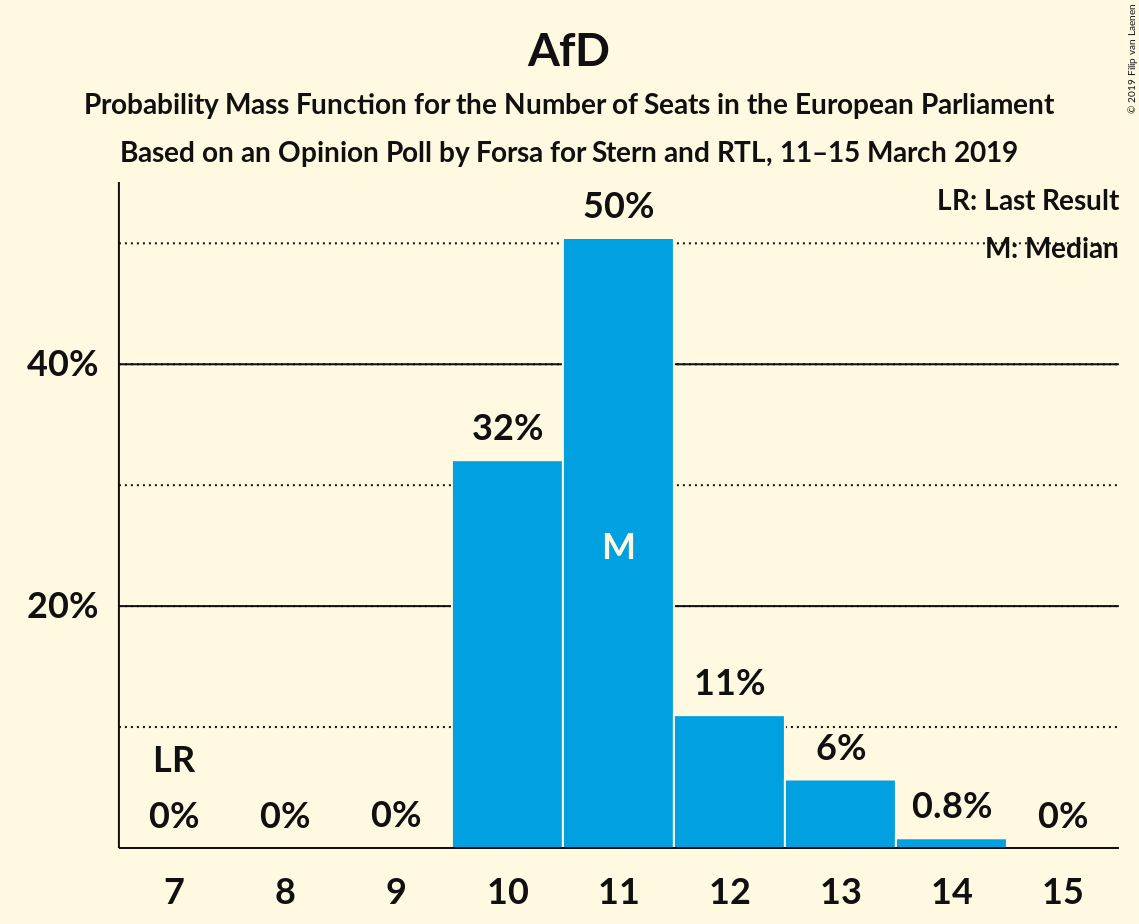 AfD
Probability Mass Function for the Number of Seats in the European Parliament
Based on an Opinion Poll by Forsa for Stern and RTL, 11–15 March 2019
© 2019 Filip van Laenen
LR: Last Result
M: Median
50%
40%
32%
M
20%
11%
6%
LR
0.8%
0%
0%
0%
0%
7
8
9
10
11
12
13
14
15